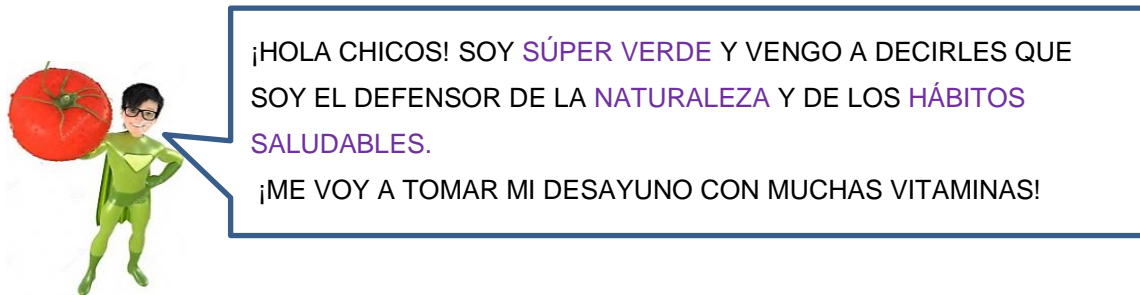 ¡HOLA CHICOS! SOY SÚPER VERDE Y VENGO A DECIRLES QUE
SOY EL DEFENSOR DE LA NATURALEZA Y DE LOS HÁBITOS
SALUDABLES.
¡ME VOY A TOMAR MI DESAYUNO CON MUCHAS VITAMINAS!